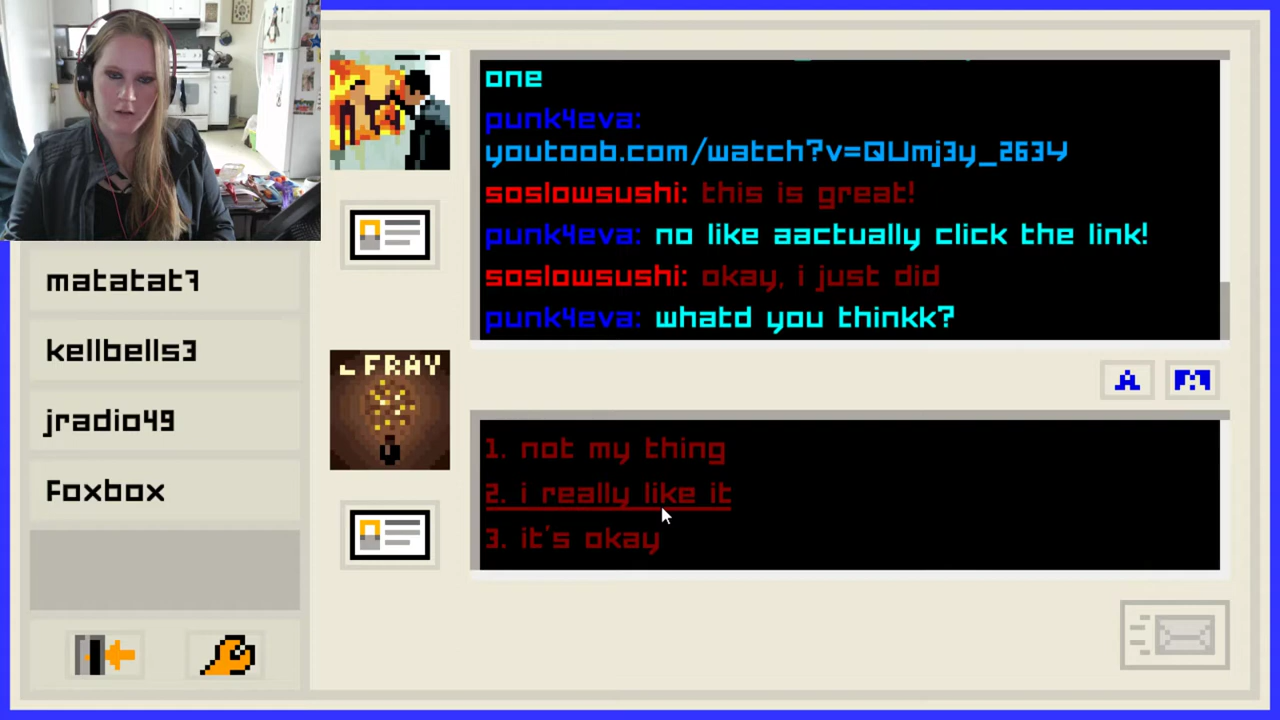 one
punk4eva:
youtoob.com/watch?v=QUmj3y_2634
soslowsushi: this is great!
punk4eva: no like aactually click the link!
soslowsushi: okay, i just did
punk4eva: whatd you thinkk?
matatat7
kellbells3
jradio49
Foxbox
FRAY
A
1. not my thing
2. i really like it
3. it's okay